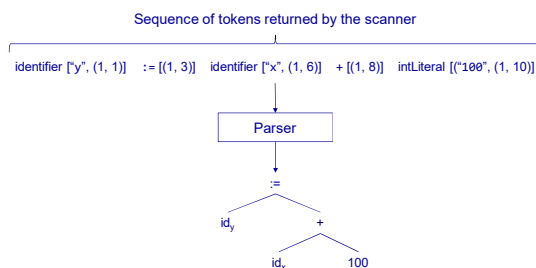 Sequence of tokens returned by the scanner
identifier [“y”, (1, 1)] := [(1, 3)] identifier [“x”, (1, 6)] + [(1, 8)] intLiteral [(“100”, (1, 10)]
Parser
:=
idy +
idx 100